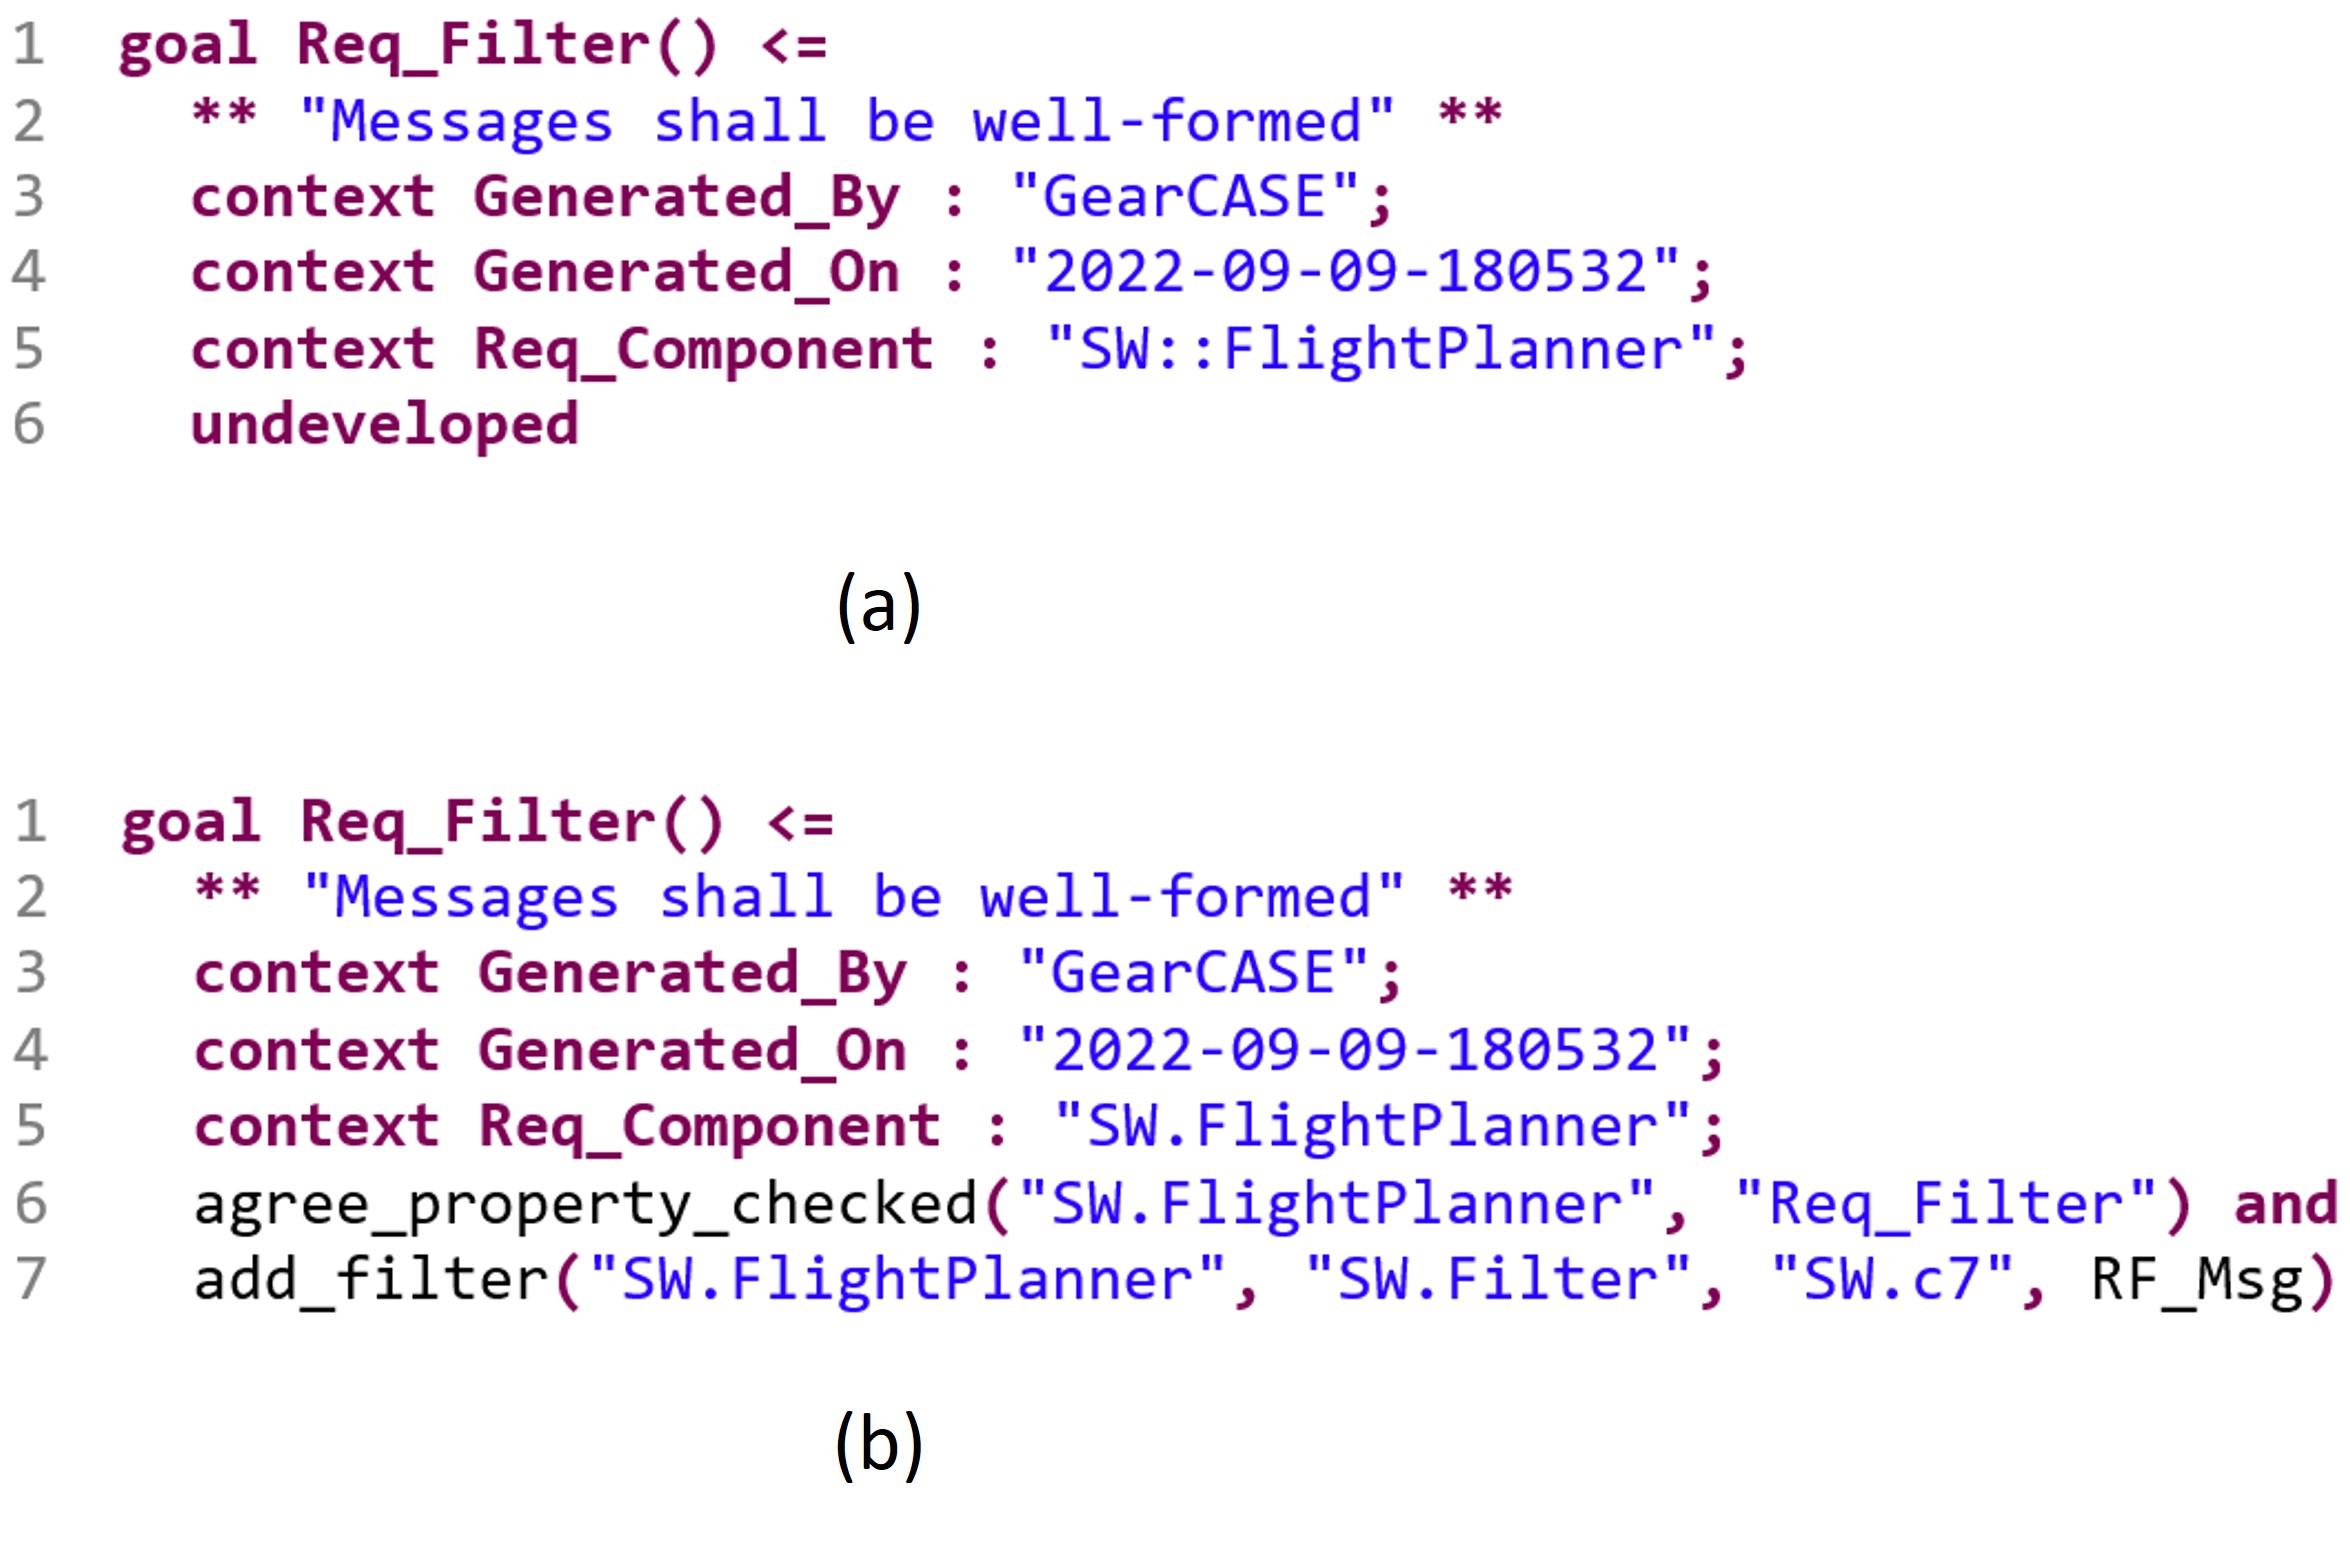 1 goal Req_Filter() <=
2 ** "Messages shall be well-formed" **
3 context Generated_By : "GearCASE";
4 context Generated_On : "2022-09-09-180532";
5 context Req_Component : "SW::FlightPlanner";
6 undeveloped
(a)
1 goal Req_Filter() <=
2 ** "Messages shall be well-formed" **
3 context Generated_By : "GearCASE";
4 context Generated_On : "2022-09-09-180532";
5 context Req_Component : "SW.FlightPlanner";
6 agree_property_checked("SW.FlightPlanner", "Req_Filter") and
7 add_filter("SW.FlightPlanner", "SW.Filter", "SW.c7", RF_Msg)
(b)